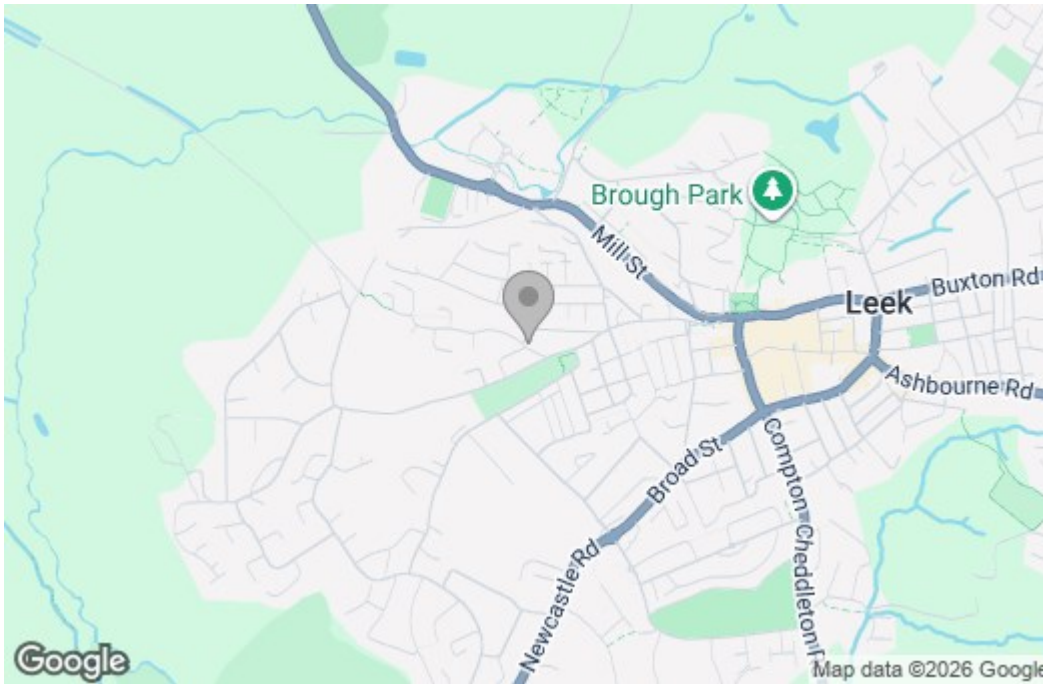 Brough Park
Mill St
Buxton Rd
Leek
Ashbourne Rd
Broad St
Compton
Cheddleton R
Newcastle Rd
Google
Map data ©2026 Google